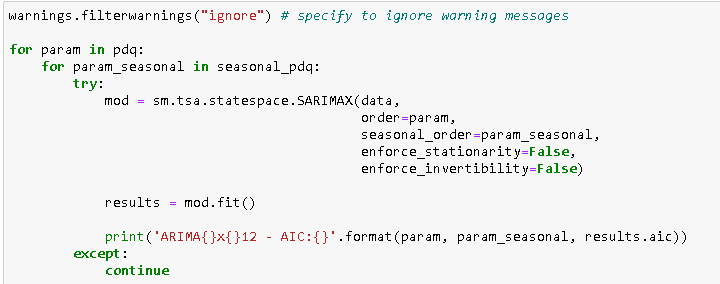 warnings.filterwarnings("ignore") # specify to ignore warning messages

for param in pdq:
    for param_seasonal in seasonal_pdq:
        try:
            mod = sm.tsa.statespace.SARIMAX(data,
                                            order=param,
                                            seasonal_order=param_seasonal,
                                            enforce_stationarity=False,
                                            enforce_invertibility=False)

            results = mod.fit()

            print('ARIMA{}x{}12 - AIC:{}'.format(param, param_seasonal, results.aic))
        except:
            continue